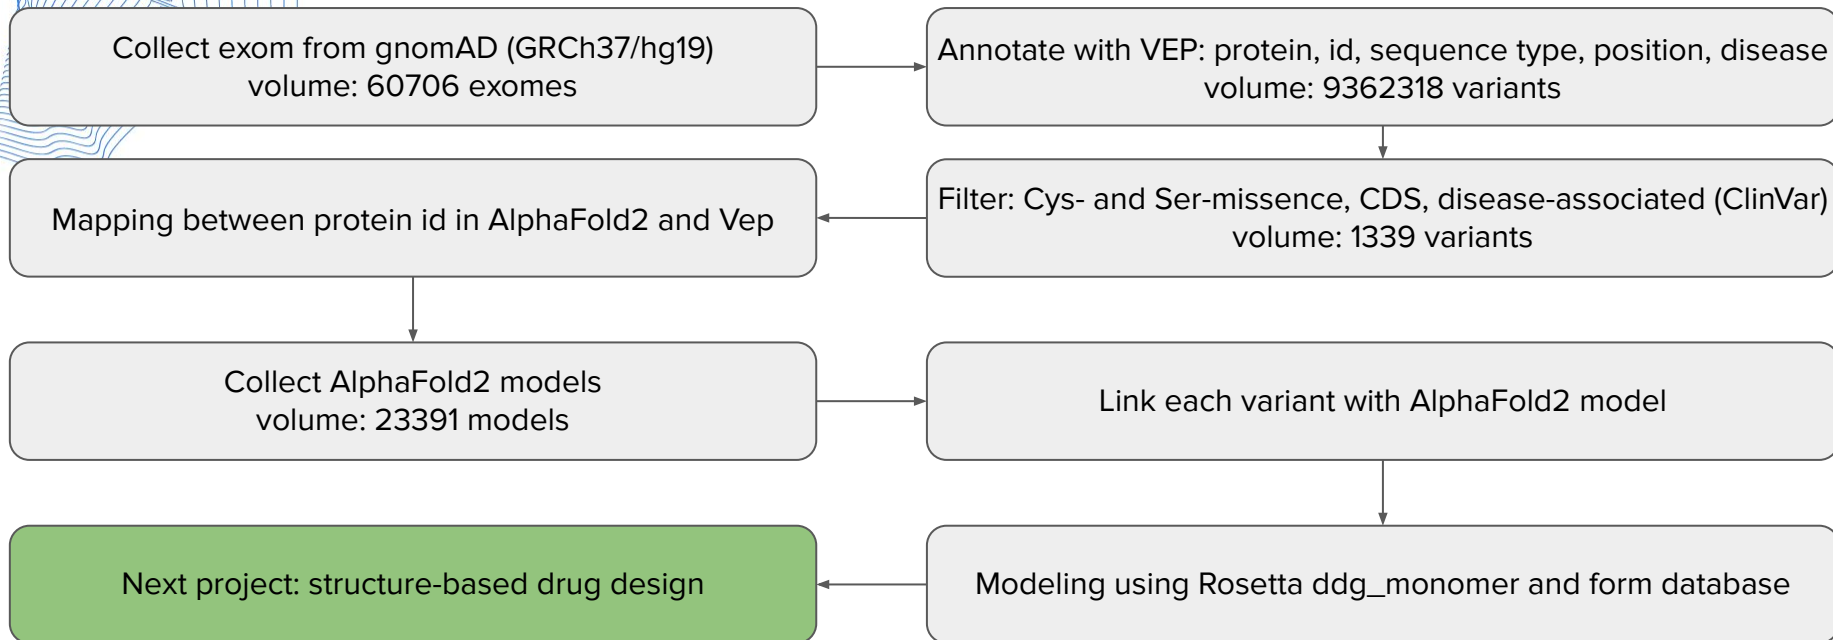 Collect exom from gnomAD (GRCh37/hg19)
volume: 60706 exomes
Annotate with VEP: protein, id, sequence type, position, disease
volume: 9362318 variants
Filter: Cys- and Ser-missence, CDS, disease-associated (ClinVar)
volume: 1339 variants
Mapping between protein id in AlphaFold2 and Vep
Collect AlphaFold2 models
volume: 23391 models
Link each variant with AlphaFold2 model
Modeling using Rosetta ddg_monomer and form database
Next project: structure-based drug design